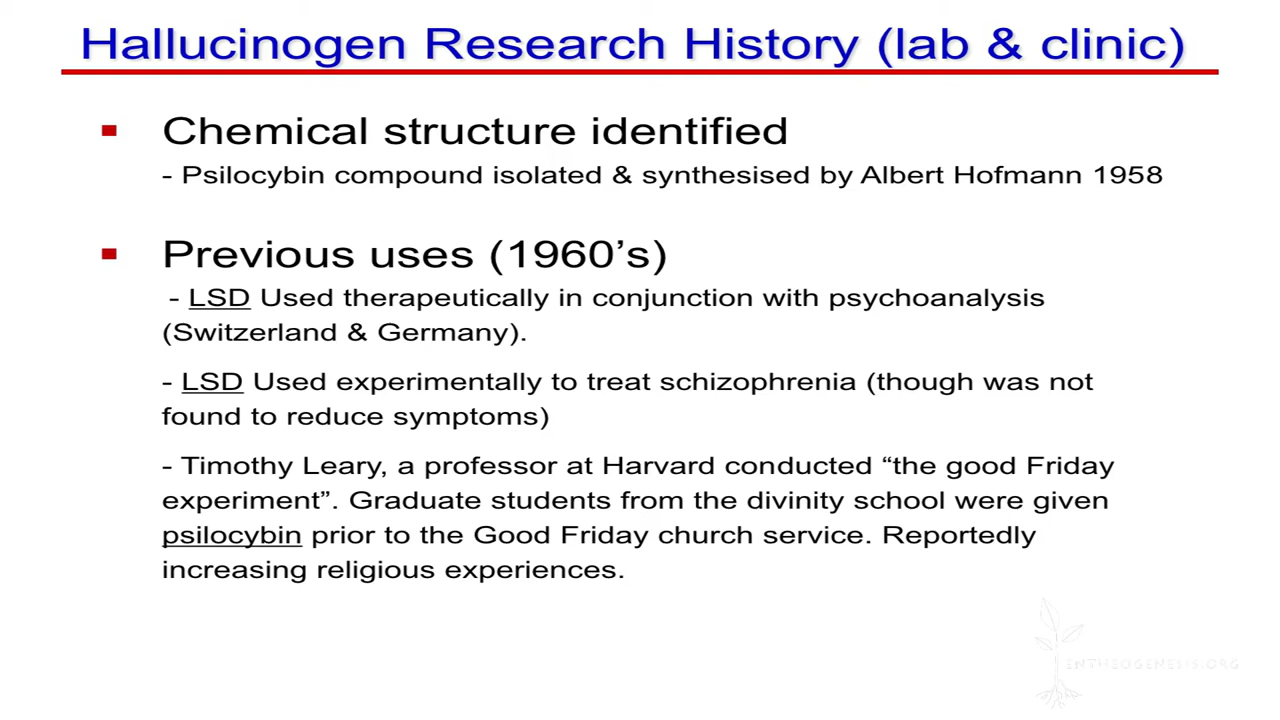 Hallucinogen Research History (lab & clinic)
Chemical structure identified
- Psilocybin compound isolated & synthesised by Albert Hofmann 1958
Previous uses (1960’s)
- LSD Used therapeutically in conjunction with psychoanalysis
(Switzerland & Germany).
- LSD Used experimentally to treat schizophrenia (though was not
found to reduce symptoms)
- Timothy Leary, a professor at Harvard conducted “the good Friday
experiment”. Graduate students from the divinity school were given
psilocybin prior to the Good Friday church service. Reportedly
increasing religious experiences.
ENTHEOGENESIS.ORG